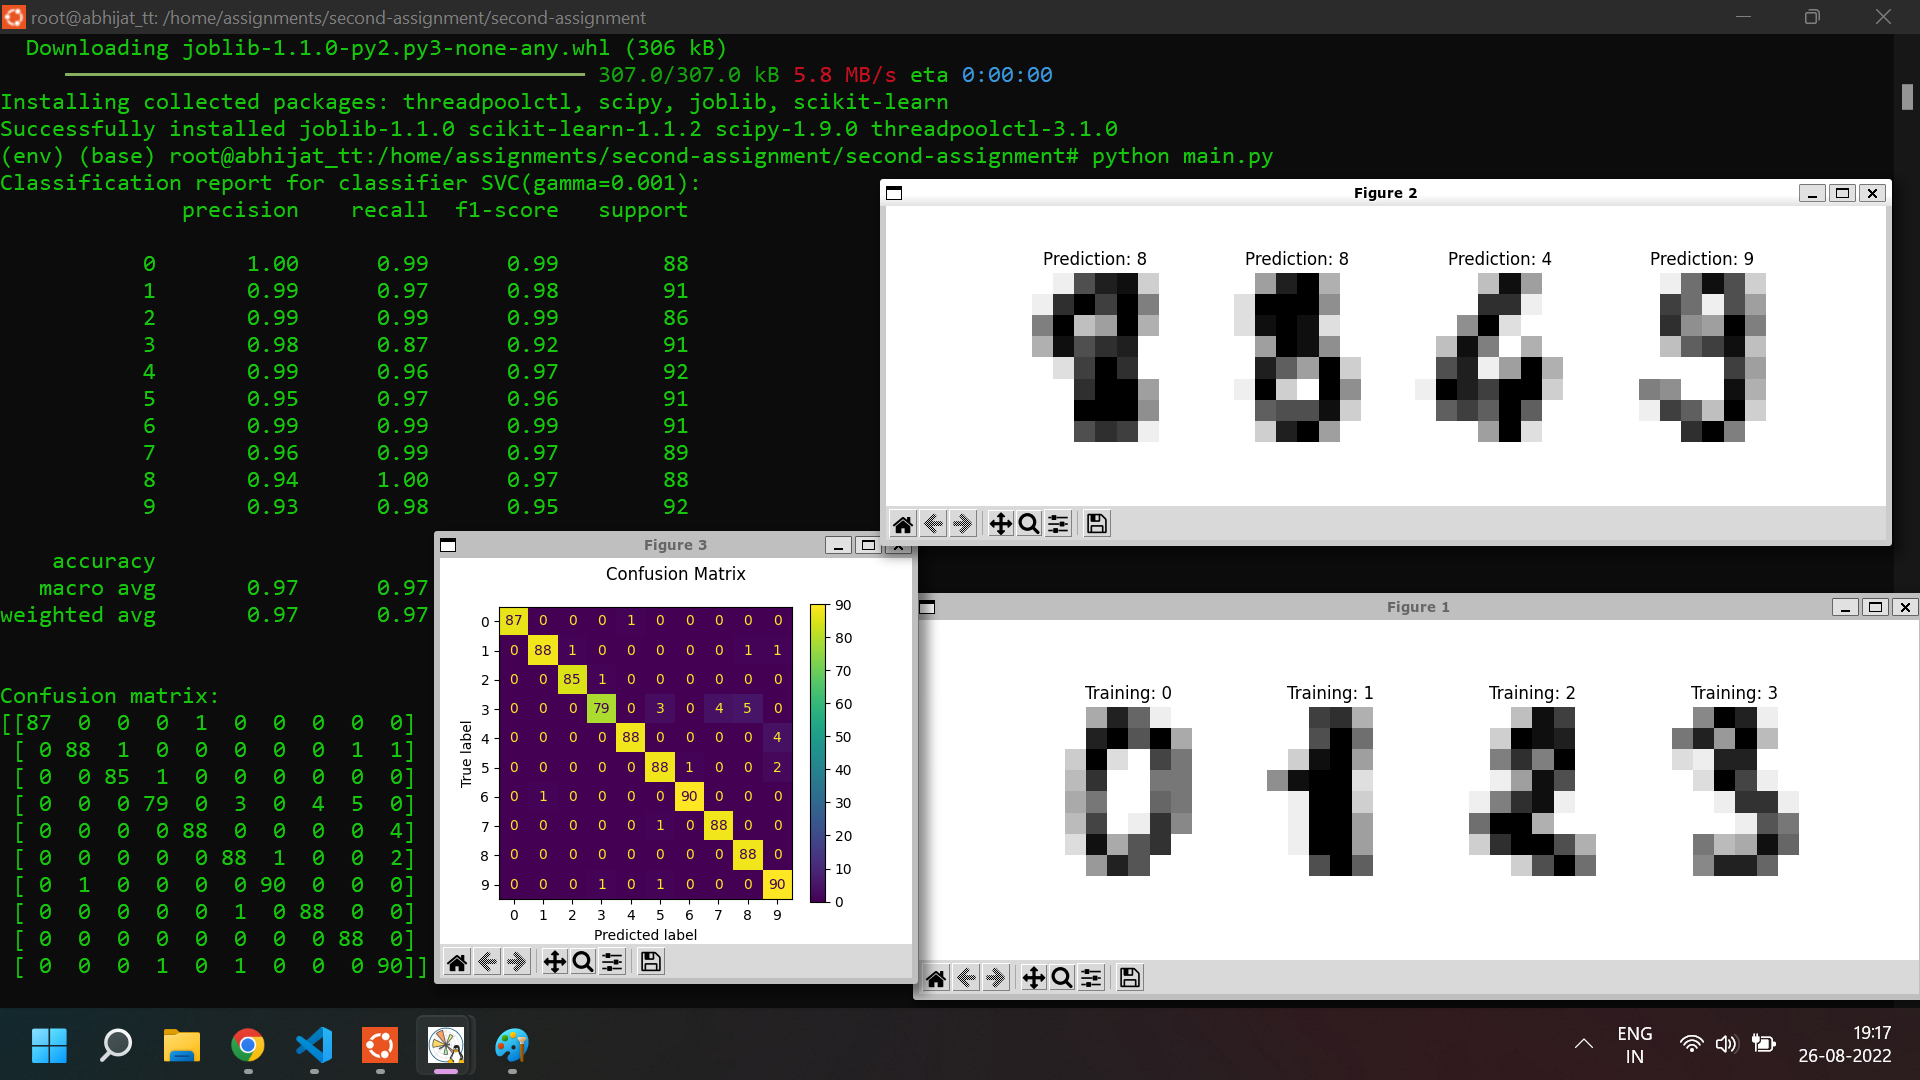 root@abhijat_tt: /home/assignments/second-assignment/second-assignment
Downloading joblib-1.1.0-py2.py3-none-any.whl (306 kB)
307.0/307.0 kB 5.8 MB/s eta 0:00:00
Installing collected packages: threadpoolctl, scipy, joblib, scikit-learn
Successfully installed joblib-1.1.0 scikit-learn-1.1.2 scipy-1.9.0 threadpoolctl-3.1.0
(env) (base) root@abhijat_tt:/home/assignments/second-assignment/second-assignment# python main.py
Classification report for classifier SVC(gamma=0.001):
precision recall f1-score support
0 1.00 0.99 0.99 88
1 0.99 0.97 0.98 91
2 0.99 0.99 0.99 86
3 0.98 0.87 0.92 91
4 0.99 0.96 0.97 92
5 0.95 0.97 0.96 91
6 0.99 0.99 0.99 91
7 0.96 0.99 0.97 89
8 0.94 1.00 0.97 88
9 0.93 0.98 0.95 92
accuracy
macro avg 0.97 0.97
weighted avg 0.97 0.97
Confusion matrix:
[[87 0 0 0 1 0 0 0 0 0]
[ 0 88 1 0 0 0 0 0 1 1]
[ 0 0 85 1 0 0 0 0 0 0]
[ 0 0 0 79 0 3 0 4 5 0]
[ 0 0 0 0 88 0 0 0 0 4]
[ 0 0 0 0 0 88 1 0 0 2]
[ 0 1 0 0 0 0 90 0 0 0]
[ 0 0 0 0 0 1 0 88 0 0]
[ 0 0 0 0 0 0 0 0 88 0]
[ 0 0 0 1 0 1 0 0 0 90]]
Figure 2
Prediction: 8 Prediction: 8 Prediction: 4 Prediction: 9
Figure 3
Confusion Matrix
True label
0 87 0 0 0 1 0 0 0 0 0
1 0 88 1 0 0 0 0 0 1 1
2 0 0 85 1 0 0 0 0 0 0
3 0 0 0 79 0 3 0 4 5 0
4 0 0 0 0 88 0 0 0 0 4
5 0 0 0 0 0 88 1 0 0 2
6 0 1 0 0 0 0 90 0 0 0
7 0 0 0 0 0 1 0 88 0 0
8 0 0 0 0 0 0 0 0 88 0
9 0 0 0 1 0 1 0 0 0 90
0 1 2 3 4 5 6 7 8 9
Predicted label
90
80
70
60
50
40
30
20
10
0
Figure 1
Training: 0 Training: 1 Training: 2 Training: 3
ENG
IN
19:17
26-08-2022